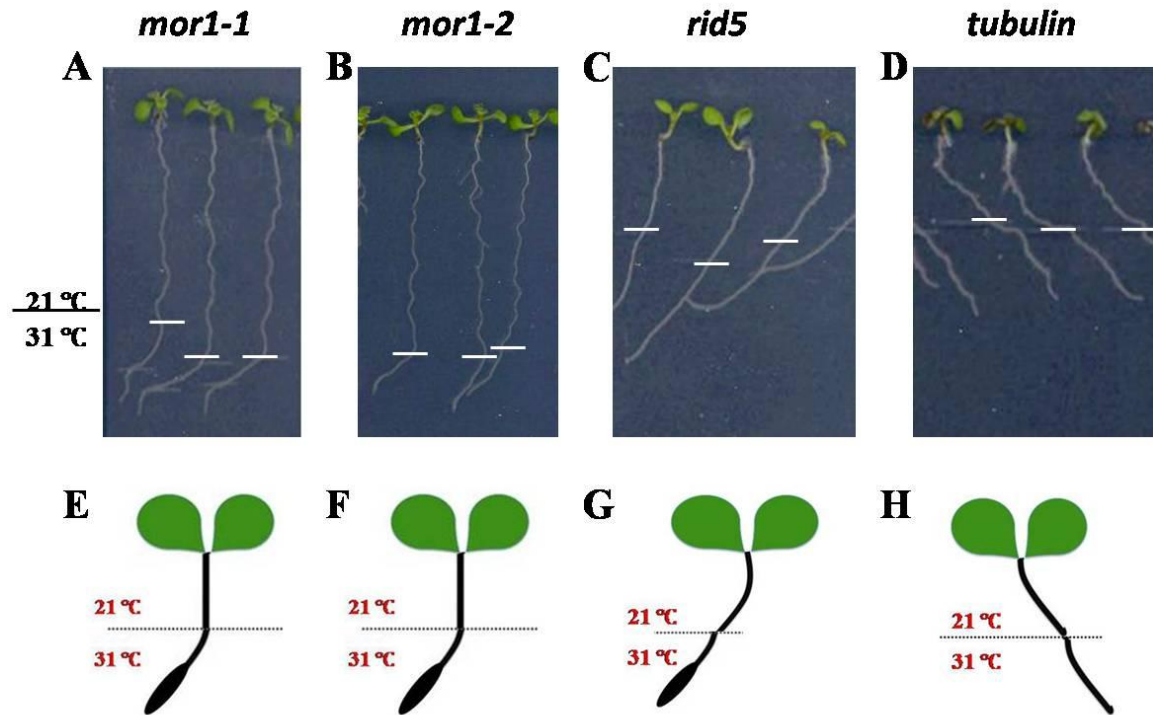 mor1-1 mor1-2 rid5 tubulin
A B C D
21 °C
31 °C
E F G H
21 °C 21 °C 21 °C 21 °C
31 °C 31 °C 31 °C 31 °C